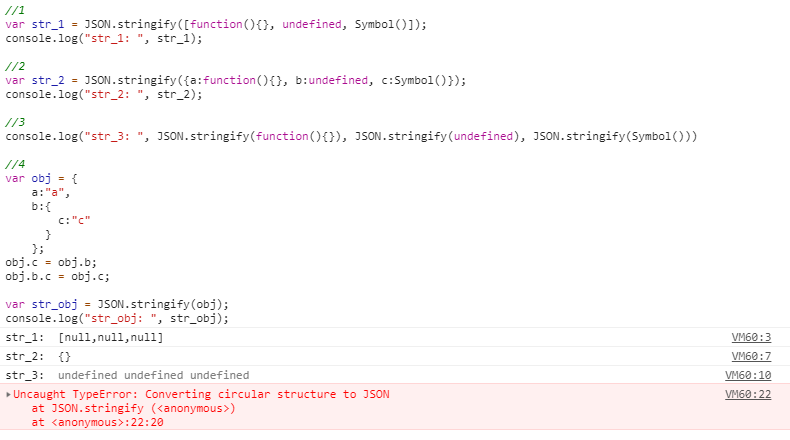 //1
var str_1 = JSON.stringify([function(){}, undefined, Symbol()]);
console.log("str_1: ", str_1);
//2
var str_2 = JSON.stringify({a:function(){}, b:undefined, c:Symbol()});
console.log("str_2: ", str_2);
//3
console.log("str_3: ", JSON.stringify(function(){}), JSON.stringify(undefined), JSON.stringify(Symbol()))
//4
var obj = {
    a:"a",
    b:{
        c:"c"
      }
    };
obj.c = obj.b;
obj.b.c = obj.c;
var str_obj = JSON.stringify(obj);
console.log("str_obj: ", str_obj);
str_1:  [null,null,null] VM60:3
str_2:  {} VM60:7
str_3:  undefined undefined undefined VM60:10
Uncaught TypeError: Converting circular structure to JSON VM60:22
    at JSON.stringify (<anonymous>)
    at <anonymous>:22:20